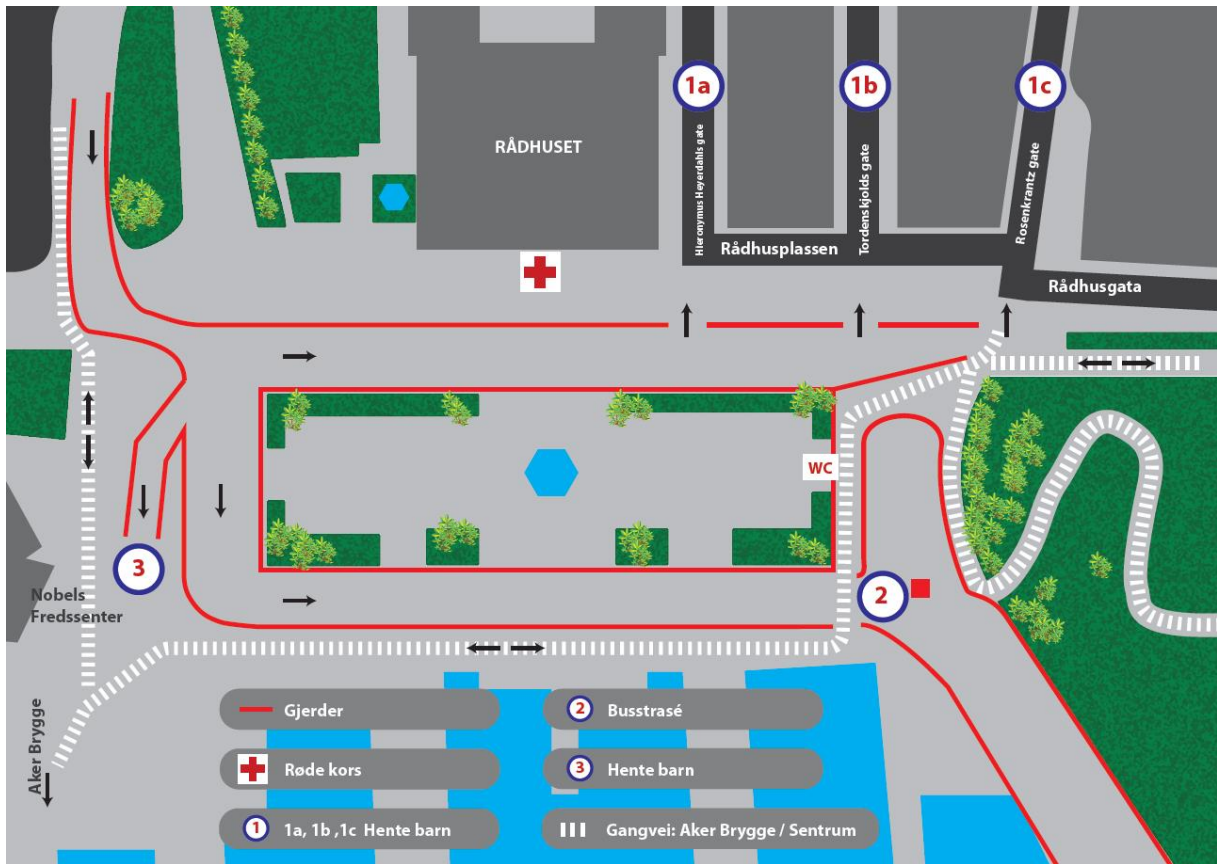 1a
1b
1c
RÅDHUSET
Hieronymus Heyerdahls gate
Tordenskjolds gate
Rosenkrantz gate
Rådhusplassen
Rådhusgata
WC
3
2
Nobels
Fredssenter
Aker Brygge
Gjerder
2 Busstrasé
Røde kors
3 Hente barn
1 1a, 1b ,1c Hente barn
Gangvei: Aker Brygge / Sentrum